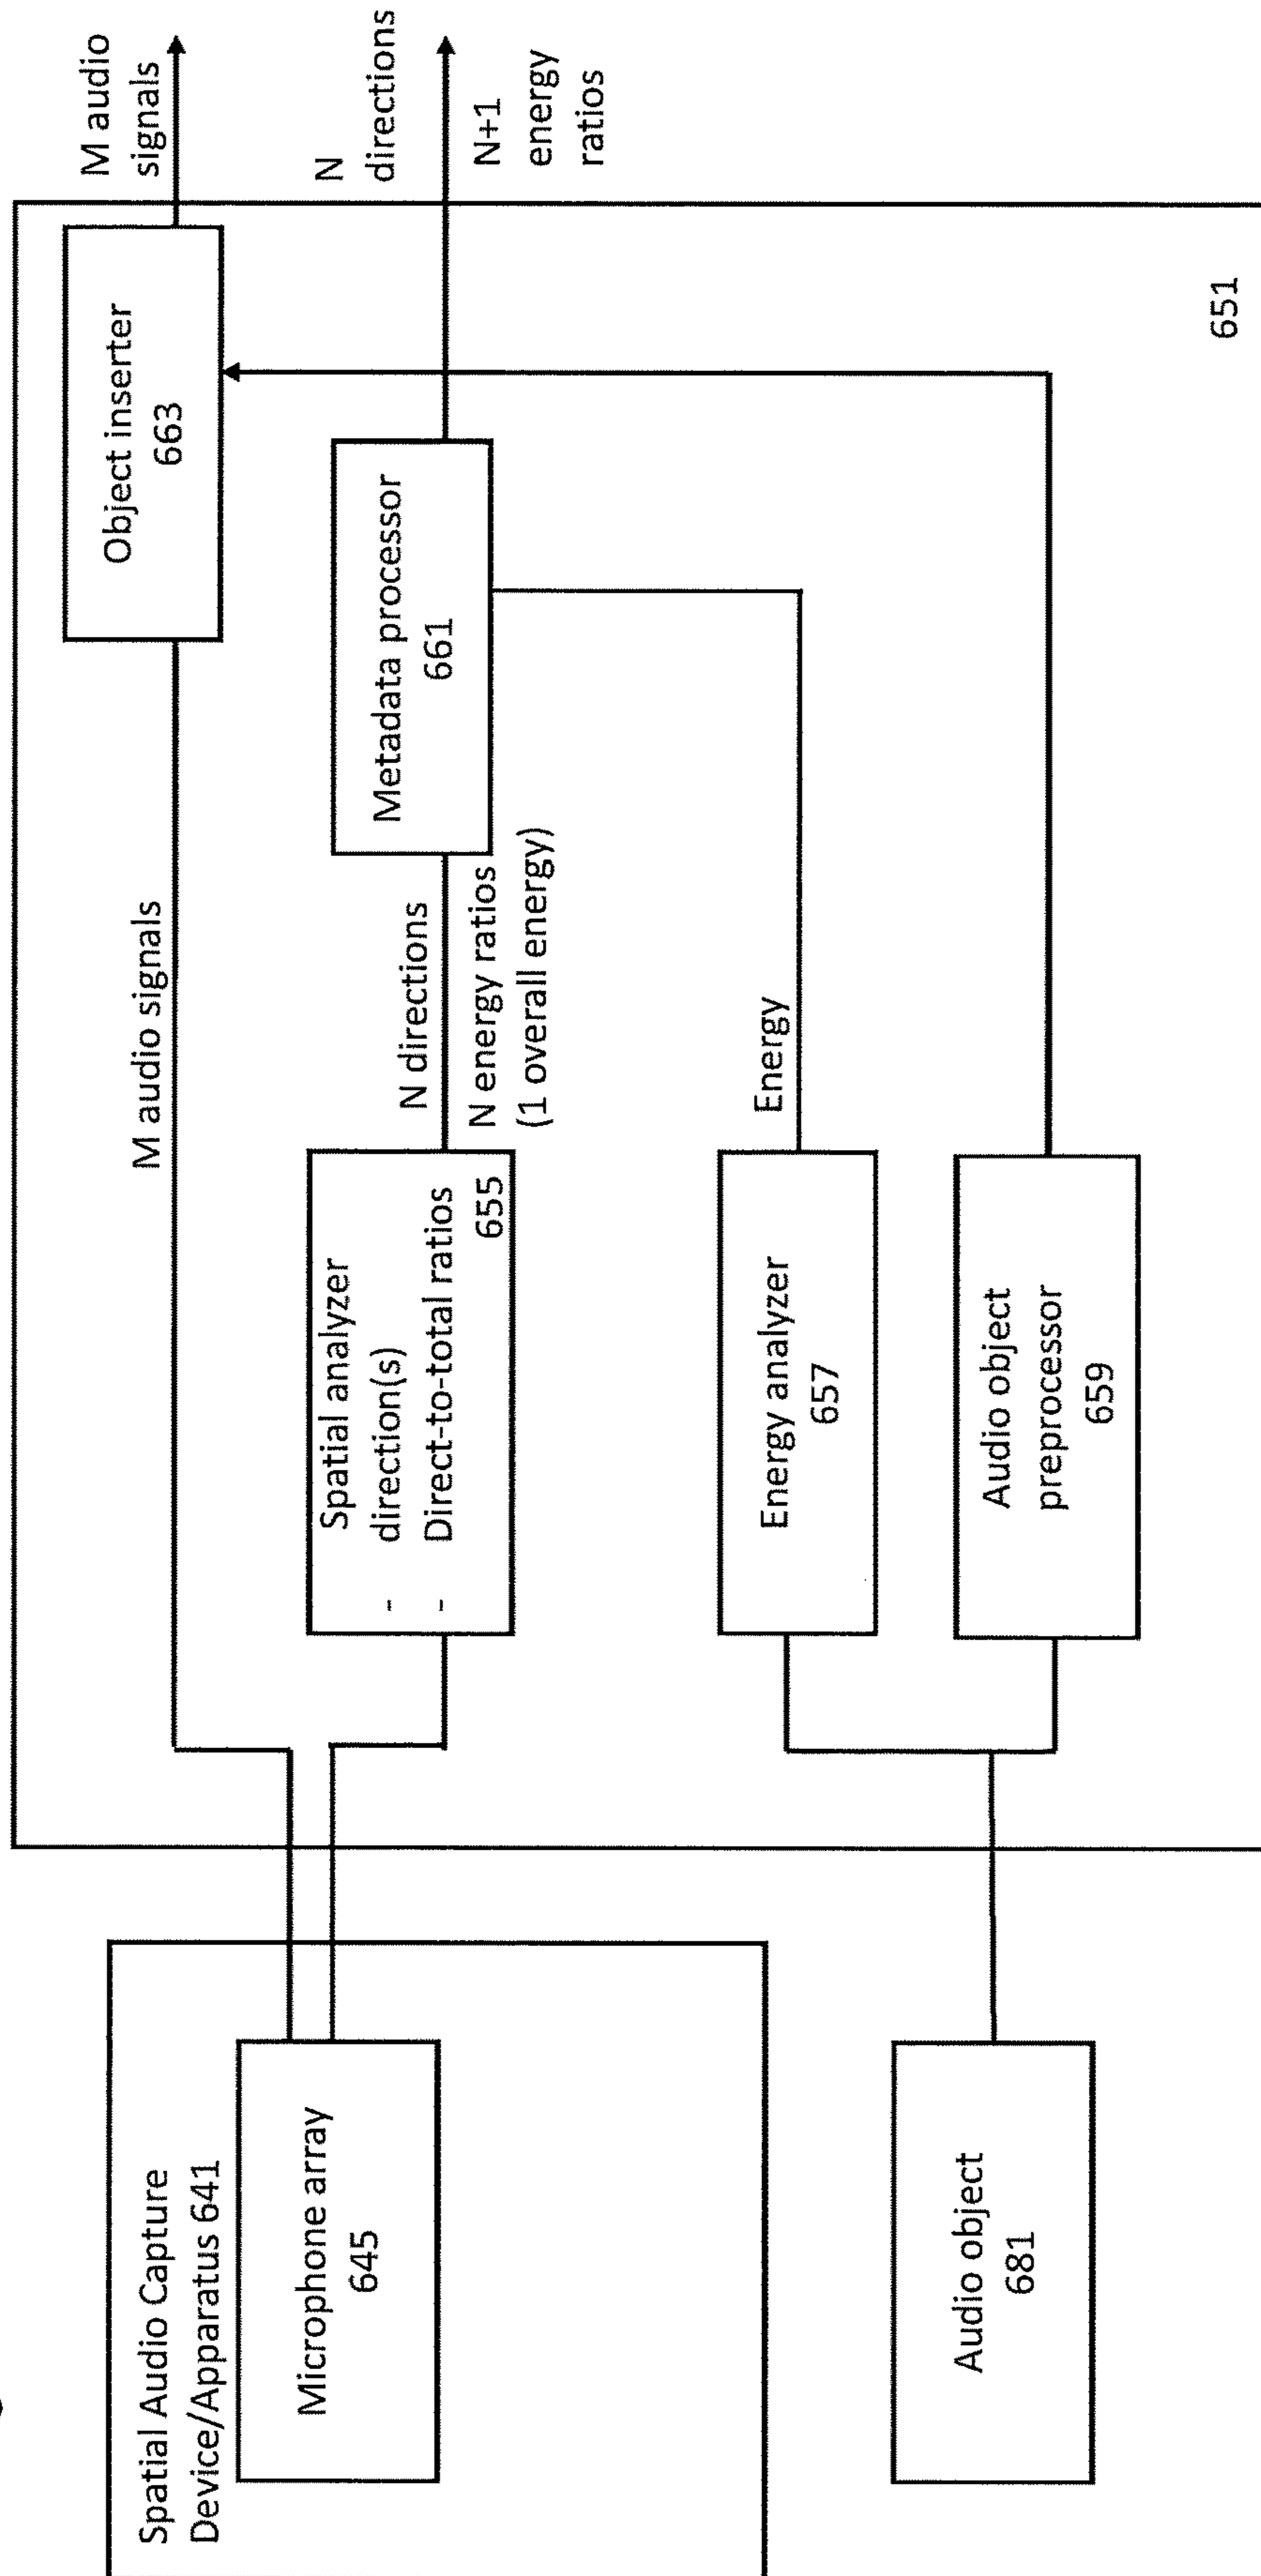 Spatial Audio Capture
Device/Apparatus 641
Microphone array
645
Audio object
681
M audio signals
Spatial analyzer
- direction(s)
- Direct-to-total ratios
655
N directions
N energy ratios
(1 overall energy)
Energy analyzer
657
Energy
Audio object
preprocessor
659
Metadata processor
661
Object inserter
663
M audio
signals
N
directions
N+1
energy
ratios
651